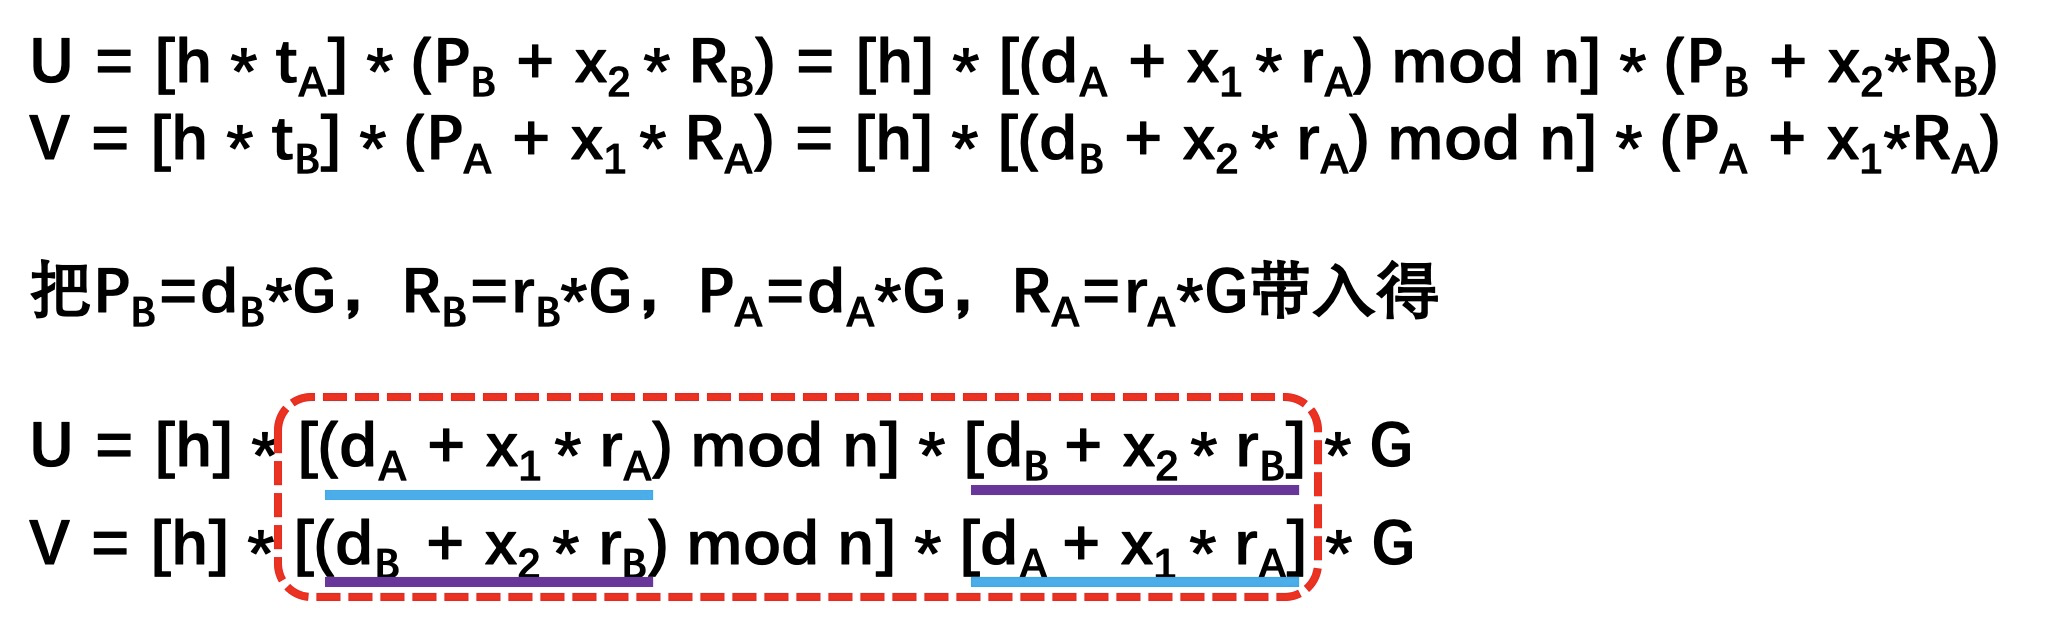 U = [h * t_A] * (P_B + x_2 * R_B) = [h] * [(d_A + x_1 * r_A) mod n] * (P_B + x_2*R_B)
V = [h * t_B] * (P_A + x_1 * R_A) = [h] * [(d_B + x_2 * r_A) mod n] * (P_A + x_1*R_A)
把P_B=d_B*G，R_B=r_B*G，P_A=d_A*G，R_A=r_A*G带入得
U = [h] * [(d_A + x_1 * r_A) mod n] * [d_B + x_2 * r_B] * G
V = [h] * [(d_B + x_2 * r_B) mod n] * [d_A + x_1 * r_A] * G